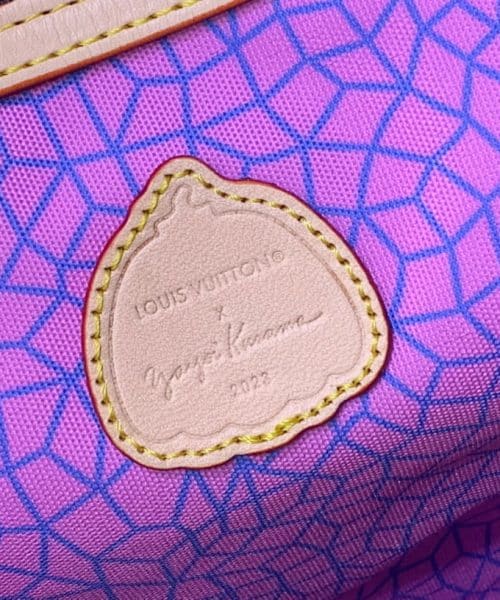 LOUIS VUITTON®
X
Yayoi Kusama
2023